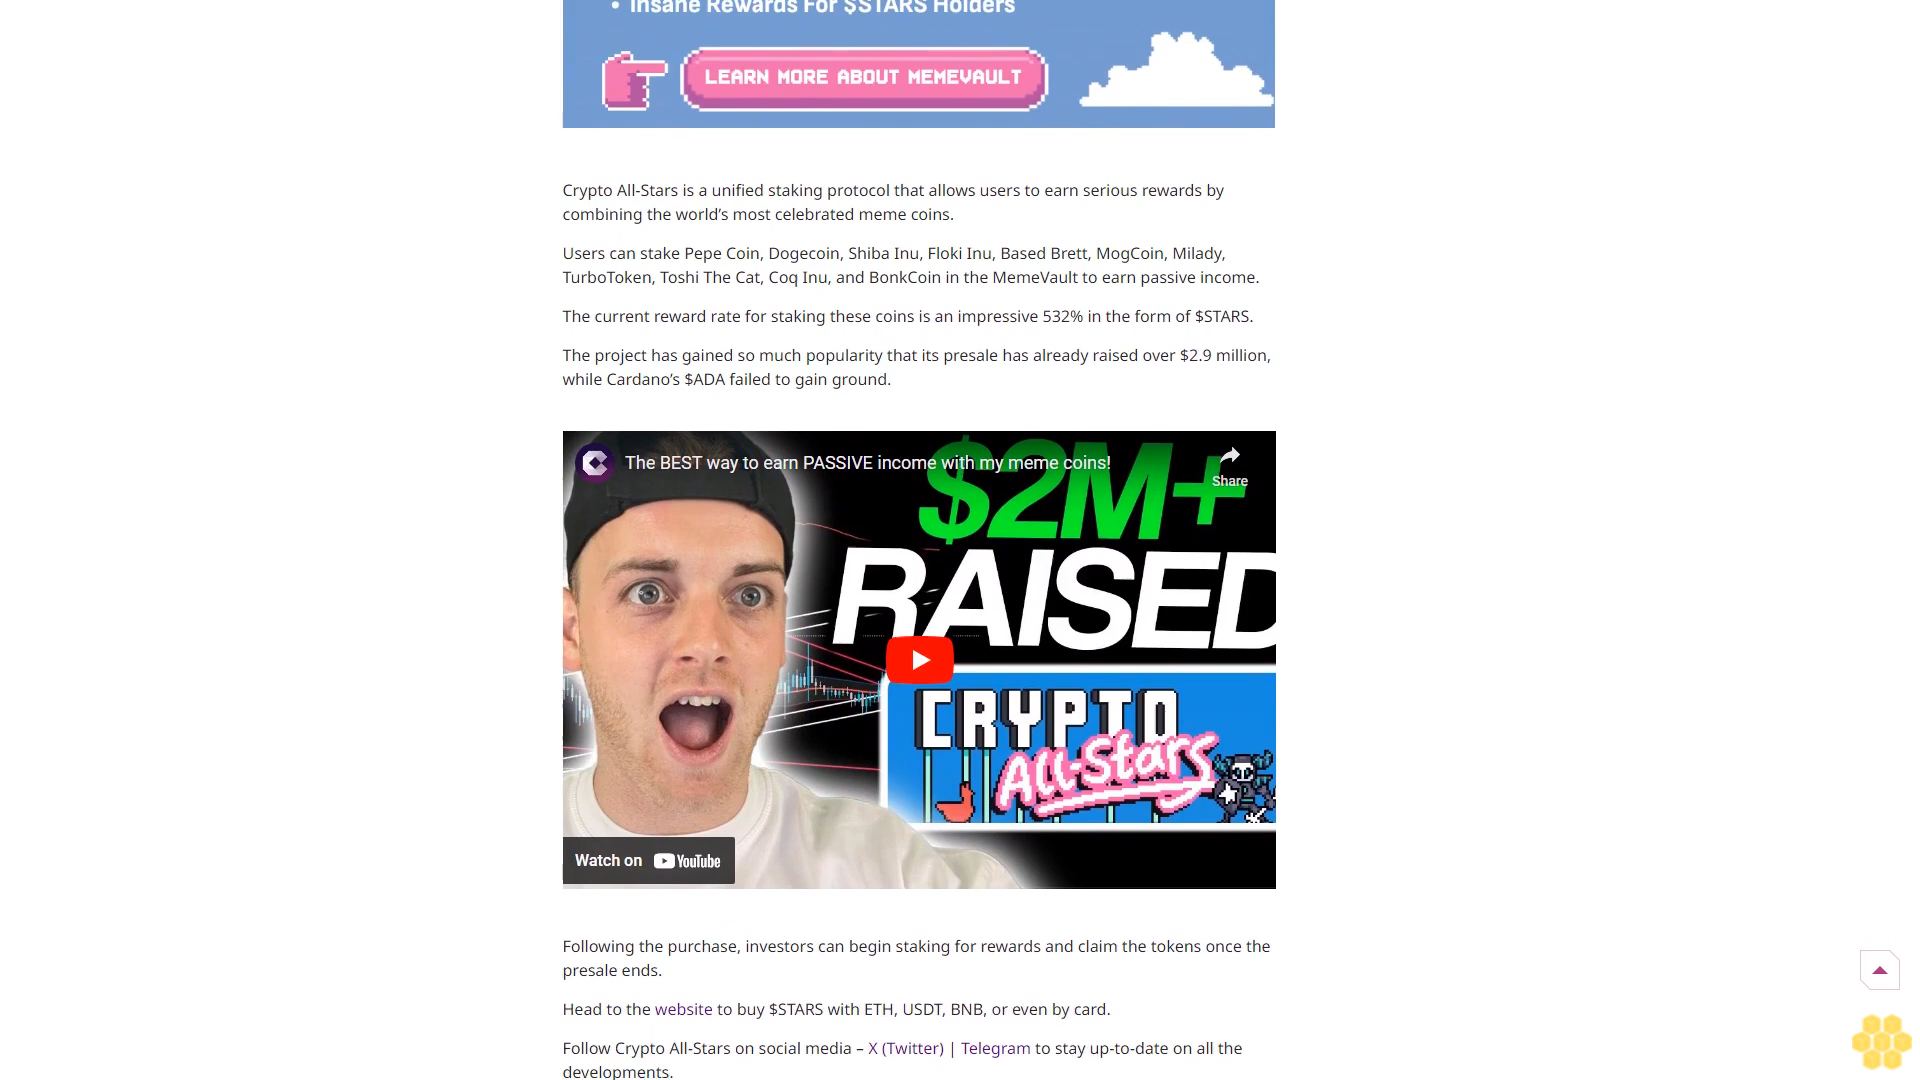 • Insane Rewards For $STARS Holders
LEARN MORE ABOUT MEMEVAULT
Crypto All-Stars is a unified staking protocol that allows users to earn serious rewards by
combining the world’s most celebrated meme coins.
Users can stake Pepe Coin, Dogecoin, Shiba Inu, Floki Inu, Based Brett, MogCoin, Milady,
TurboToken, Toshi The Cat, Coq Inu, and BonkCoin in the MemeVault to earn passive income.
The current reward rate for staking these coins is an impressive 532% in the form of $STARS.
The project has gained so much popularity that its presale has already raised over $2.9 million,
while Cardano’s $ADA failed to gain ground.
The BEST way to earn PASSIVE income with my meme coins!
Share
$2M+
RAISED
CRYPTO
All-Stars
Watch on YouTube
Following the purchase, investors can begin staking for rewards and claim the tokens once the
presale ends.
Head to the website to buy $STARS with ETH, USDT, BNB, or even by card.
Follow Crypto All-Stars on social media – X (Twitter) | Telegram to stay up-to-date on all the
developments.